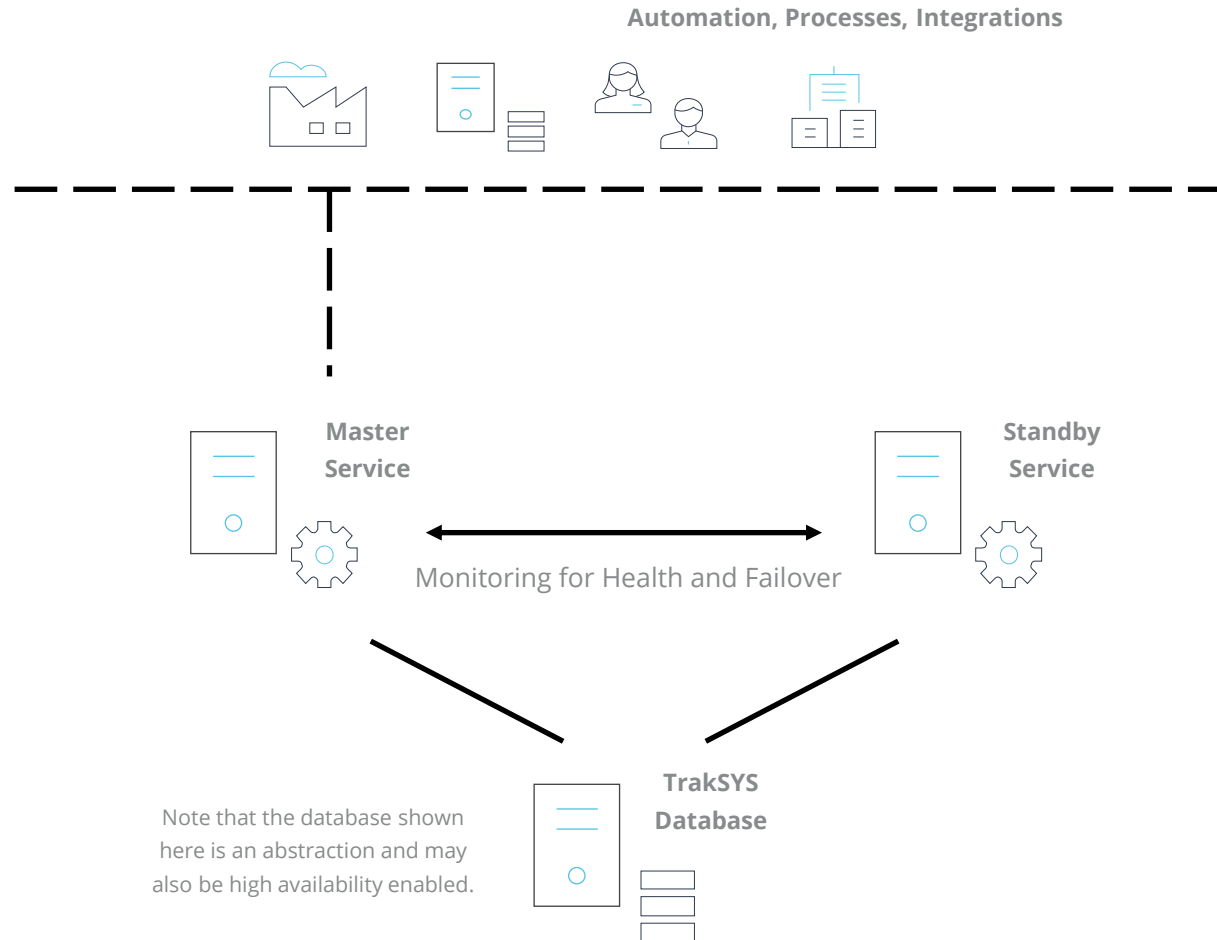 Automation, Processes, Integrations
Master
Service
Standby
Service
Monitoring for Health and Failover
TrakSYS
Database
Note that the database shown
here is an abstraction and may
also be high availability enabled.